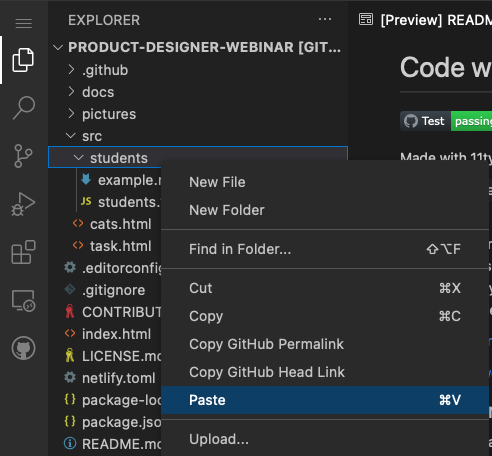 EXPLORER
···
[Preview] READM
PRODUCT-DESIGNER-WEBINAR [GIT...
.github
docs
pictures
src
students
example.m
JS students.
cats.html
task.html
.editorconfig
.gitignore
CONTRIBUT
index.html
LICENSE.mc
netlify.toml
package-loc
package.jso
README.mc
Code w
Test passing
Made with 11ty
New File
New Folder
Find in Folder... ⇧⌥F
Cut ⌘X
Copy ⌘C
Copy GitHub Permalink
Copy GitHub Head Link
Paste ⌘V
Upload...